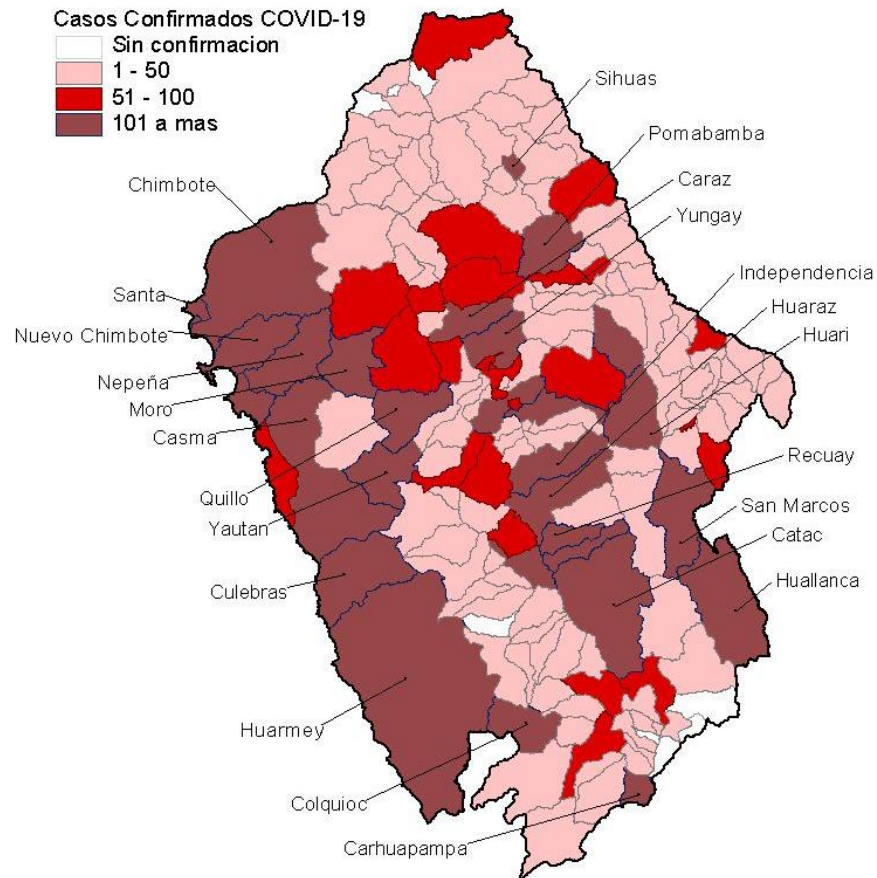 Casos Confirmados COVID-19
Sin confirmacion
1 - 50
51 - 100
101 a mas
Sihuas
Pomabamba
Caraz
Yungay
Independencia
Huaraz
Huari
Chimbote
Santa
Nuevo Chimbote
Nepeña
Moro
Casma
Quillo
Yautan
Culebras
Recuay
San Marcos
Catac
Huallanca
Huarmey
Colquioc
Carhuapampa